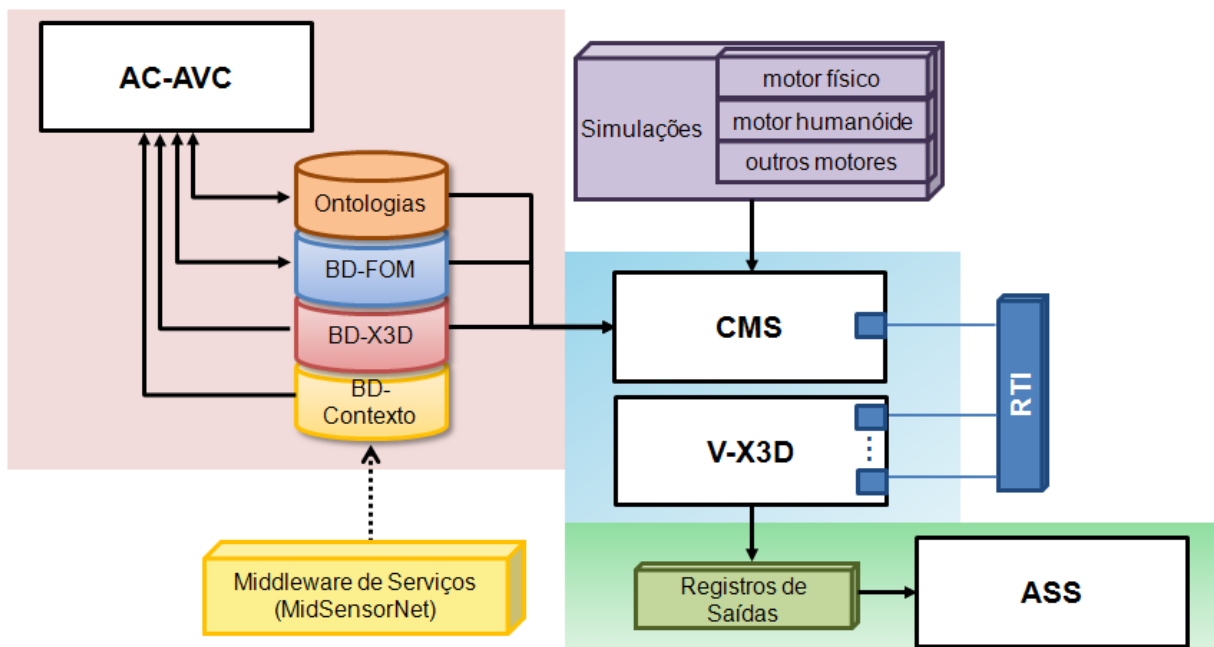 AC-AVC
Ontologias
BD-FOM
BD-X3D
BD-
Contexto
Middleware de Serviços
(MidSensorNet)
Simulações
motor físico
motor humanóide
outros motores
CMS
V-X3D
RTI
Registros de
Saídas
ASS